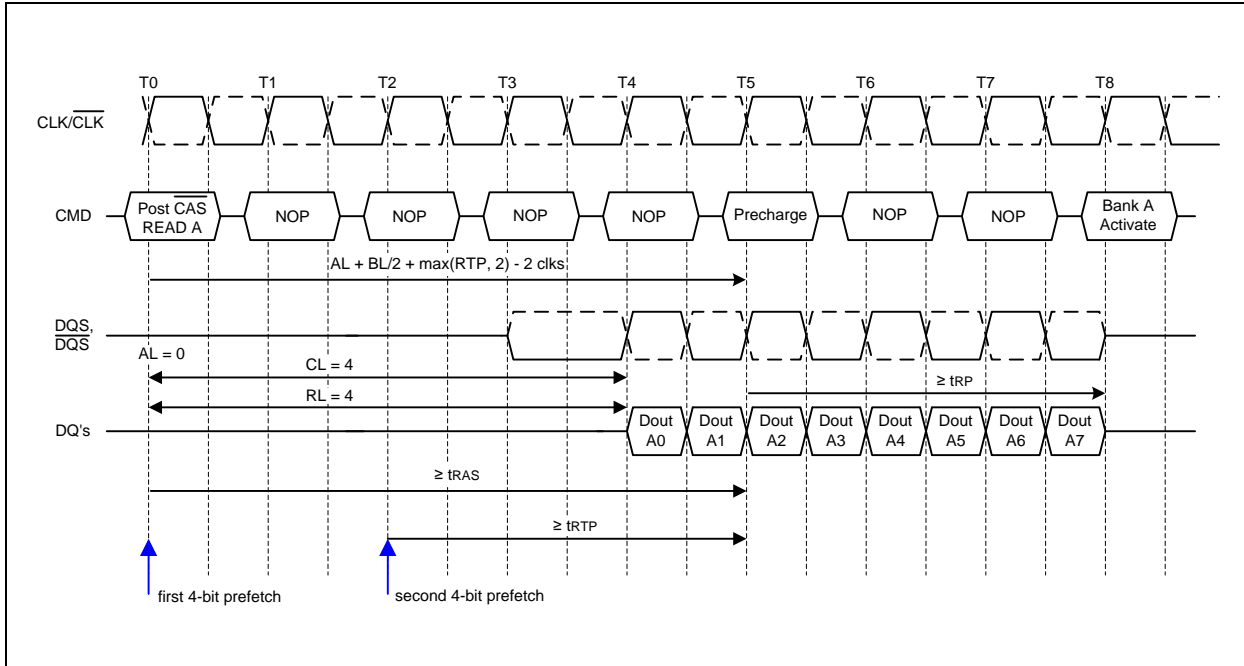 T0 T1 T2 T3 T4 T5 T6 T7 T8
CLK/CLK
CMD
Post CAS
READ A
NOP NOP NOP NOP Precharge NOP NOP
Bank A
Activate
AL + BL/2 + max(RTP, 2) - 2 clks
DQS,
DQS
AL = 0
CL = 4
≥ tRP
RL = 4
DQ's
Dout Dout Dout Dout Dout Dout Dout Dout
A0 A1 A2 A3 A4 A5 A6 A7
≥ tRAS
≥ tRTP
first 4-bit prefetch
second 4-bit prefetch